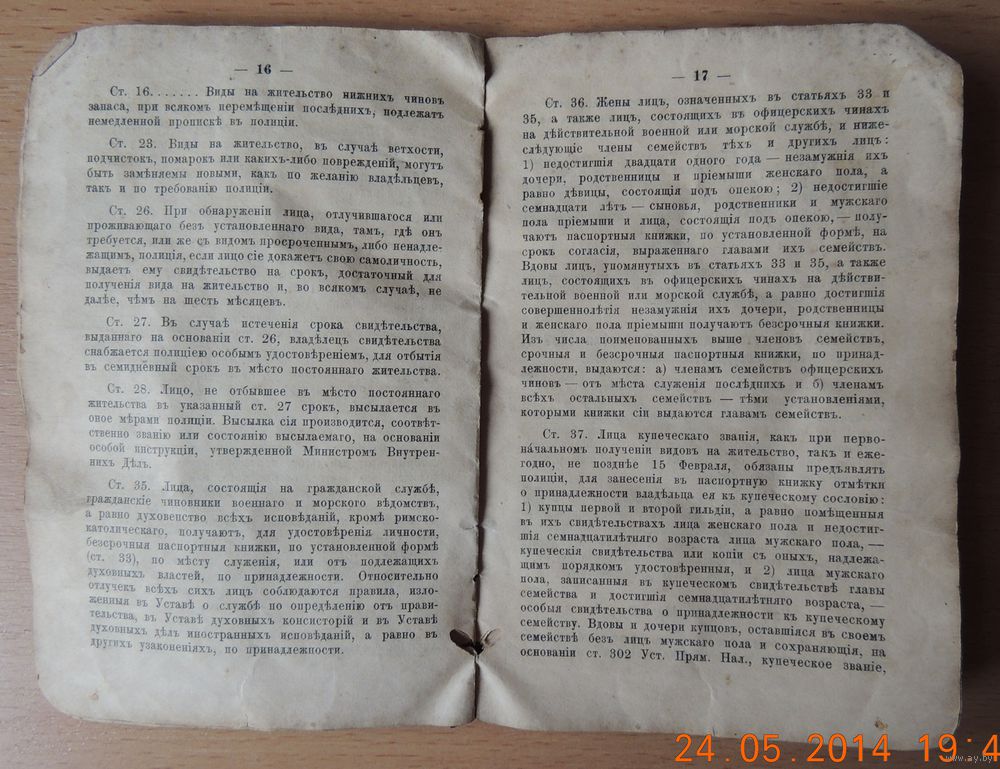 — 16 —
Ст. 16....... Виды на жительство нижнихъ чиновъ
запаса, при всякомъ перемѣщеніи послѣднихъ, подлежатъ
немедленной пропискѣ въ полиціи.
Ст. 23. Виды на жительство, въ случаѣ ветхости,
подчистокъ, помарокъ или какихъ-либо поврежденій, могутъ
быть замѣняемы новыми, какъ по желанію владѣльцевъ,
такъ и по требованію полиціи.
Ст. 26. При обнаруженіи лица, отлучившагося или
проживающаго безъ установленнаго вида, тамъ, гдѣ онъ
требуется, или же съ видомъ просроченнымъ, либо ненадле-
жащимъ, полиція, если лицо сіе докажетъ свою самоличность,
выдаетъ ему свидѣтельство на срокъ, достаточный для
полученія вида на жительство и, во всякомъ случаѣ, не
далѣе, чѣмъ на шесть мѣсяцевъ.
Ст. 27. Въ случаѣ истеченія срока свидѣтельства,
выданнаго на основаніи ст. 26, владѣлецъ свидѣтельства
снабжается полиціею особымъ удостовѣреніемъ, для отбытія
въ семидневный срокъ въ мѣсто постояннаго жительства.
Ст. 28. Лицо, не отбывшее въ мѣсто постояннаго
жительства въ указанный ст. 27 срокъ, высылается въ
оное мѣрами полиціи. Высылка сія производится, соотвѣт-
ственно званію или состоянію высылаемаго, на основаніи
особой инструкціи, утвержденной Министромъ Внутрен-
нихъ Дѣлъ.
Ст. 35. Лица, состоящія на гражданской службѣ,
гражданскіе чиновники военнаго и морского вѣдомствъ,
а равно духовенство всѣхъ исповѣданій, кромѣ римско-
католическаго, получаютъ, для удостовѣренія личности,
безсрочныя паспортныя книжки, по установленной формѣ
(ст. 33), по мѣсту служенія, или отъ подлежащихъ
духовныхъ властей, по принадлежности. Относительно
отлучекъ всѣхъ сихъ лицъ соблюдаются правила, изло-
женныя въ Уставѣ о службѣ по опредѣленію отъ прави-
тельства, въ Уставѣ духовныхъ консисторій и въ Уставѣ
духовныхъ дѣлъ иностранныхъ исповѣданій, а равно въ
другихъ узаконеніяхъ, по принадлежности.
— 17 —
Ст. 36. Жены лицъ, означенныхъ въ статьяхъ 33 и
35, а также лицъ, состоящихъ въ офицерскихъ чинахъ
на дѣйствительной военной или морской службѣ, и ниже-
слѣдующіе члены семействъ тѣхъ и другихъ лицъ:
1) недостигшія двадцати одного года — незамужнія ихъ
дочери, родственницы и пріемыши женскаго пола, а
равно дѣвицы, состоящія подъ опекою; 2) недостигшіе
семнадцати лѣтъ — сыновья, родственники и мужскаго
пола пріемыши и лица, состоящія подъ опекою, — полу-
чаютъ паспортныя книжки, по установленной формѣ, на
срокъ согласія, выраженнаго главами ихъ семействъ.
Вдовы лицъ, упомянутыхъ въ статьяхъ 33 и 35, а также
лицъ, состоящихъ въ офицерскихъ чинахъ на дѣйстви-
тельной военной или морской службѣ, а равно достигшія
совершеннолѣтія незамужнія ихъ дочери, родственницы
и женскаго пола пріемыши получаютъ безсрочныя книжки.
Изъ числа поименованныхъ выше членовъ семействъ,
срочныя и безсрочныя паспортныя книжки, по принад-
лежности, выдаются: а) членамъ семействъ офицерскихъ
чиновъ — отъ мѣста служенія послѣднихъ и б) членамъ
всѣхъ остальныхъ семействъ — тѣми установленіями,
которыми книжки сіи выдаются главамъ семействъ.
Ст. 37. Лица купеческаго званія, какъ при перво-
начальномъ полученіи видовъ на жительство, такъ и еже-
годно, не позднѣе 15 Февраля, обязаны предъявлять
полиціи, для занесенія въ паспортную книжку отмѣтки
о принадлежности владѣльца ея къ купеческому сословію:
1) купцы первой и второй гильдіи, а равно помѣщенныя
въ ихъ свидѣтельствахъ лица женскаго пола и недостиг-
шія семнадцатилѣтняго возраста лица мужскаго пола, —
купеческія свидѣтельства или копіи съ оныхъ, надлежа-
щимъ порядкомъ удостовѣренныя, и 2) лица мужскаго
пола, записанныя въ купеческомъ свидѣтельствѣ главы
семейства и достигшія семнадцатилѣтняго возраста, —
особыя свидѣтельства о принадлежности къ купеческому
семейству. Вдовы и дочери купцовъ, оставшіяся въ своемъ
семействѣ безъ лицъ мужскаго пола и сохраняющія, на
основаніи ст. 302 Уст. Прям. Нал., купеческое званіе,
24.05.2014 19:4
www.ay.by